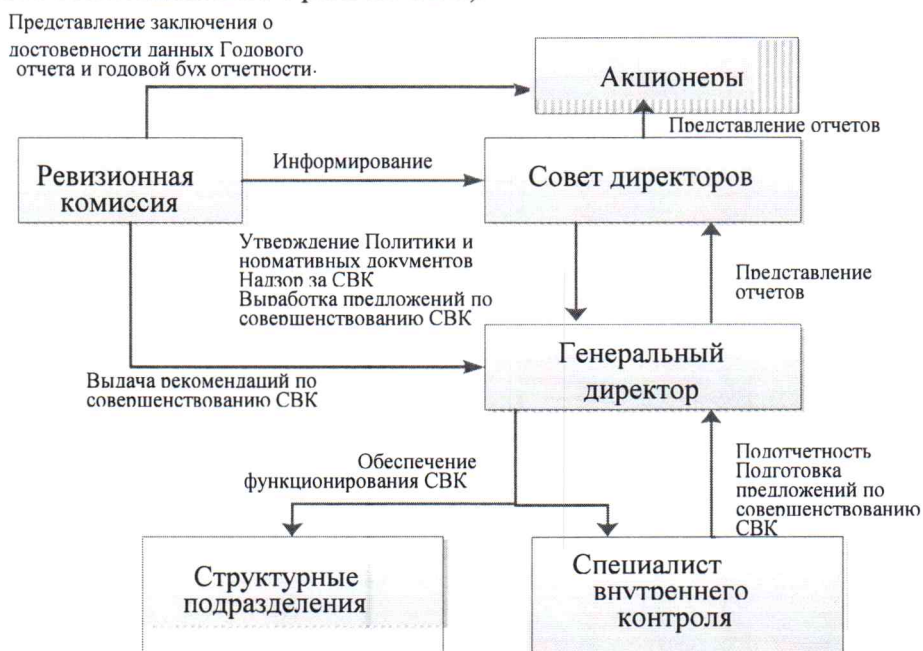 Представление заключения о
достоверности данных Годового
отчета и годовой бух отчетности.
Акционеры
Представление отчетов
Ревизионная
комиссия
Информирование
Совет директоров
Утверждение Политики и
нормативных документов
Надзор за СВК
Выработка предложений по
совершенствованию СВК
Представление
отчетов
Генеральный
директор
Выдача рекомендаций по
совершенствованию СВК
Обеспечение
функционирования СВК
Подотчетность
Подготовка
предложений по
совершенствованию
СВК
Структурные
подразделения
Специалист
внутреннего
контроля